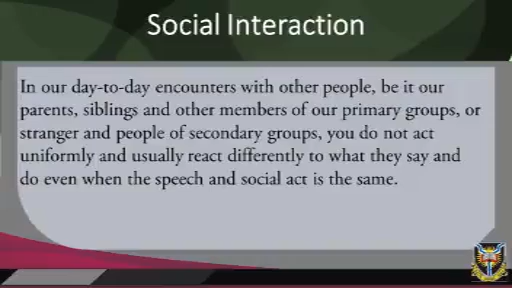 Social Interaction
In our day-to-day encounters with other people, be it our
parents, siblings and other members of our primary groups, or
stranger and people of secondary groups, you do not act
uniformly and usually react differently to what they say and
do even when the speech and social act is the same.